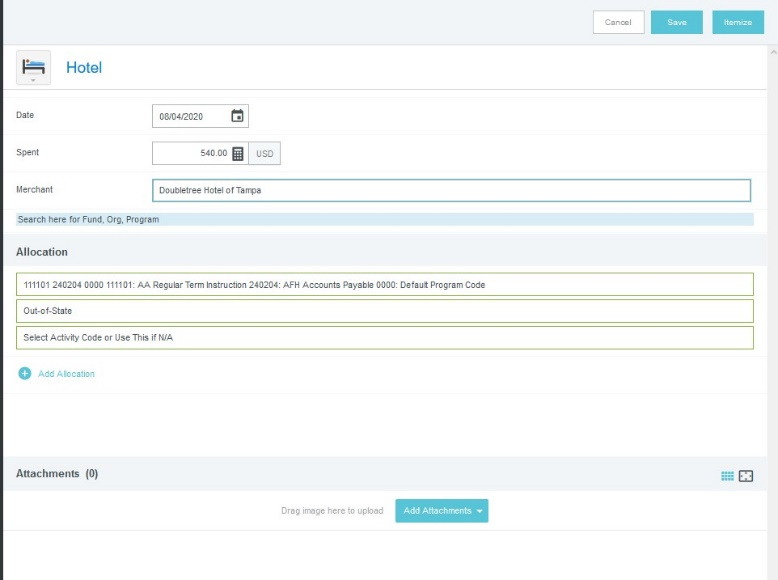 Cancel
Save
Itemize
Hotel
Date
08/04/2020
Spent
540.00
USD
Merchant
Doubletree Hotel of Tampa
Search here for Fund, Org, Program
Allocation
111101 240204 0000 111101: AA Regular Term Instruction 240204: AFH Accounts Payable 0000: Default Program Code
Out-of-State
Select Activity Code or Use This if N/A
Add Allocation
Attachments (0)
Drag image here to upload
Add Attachments